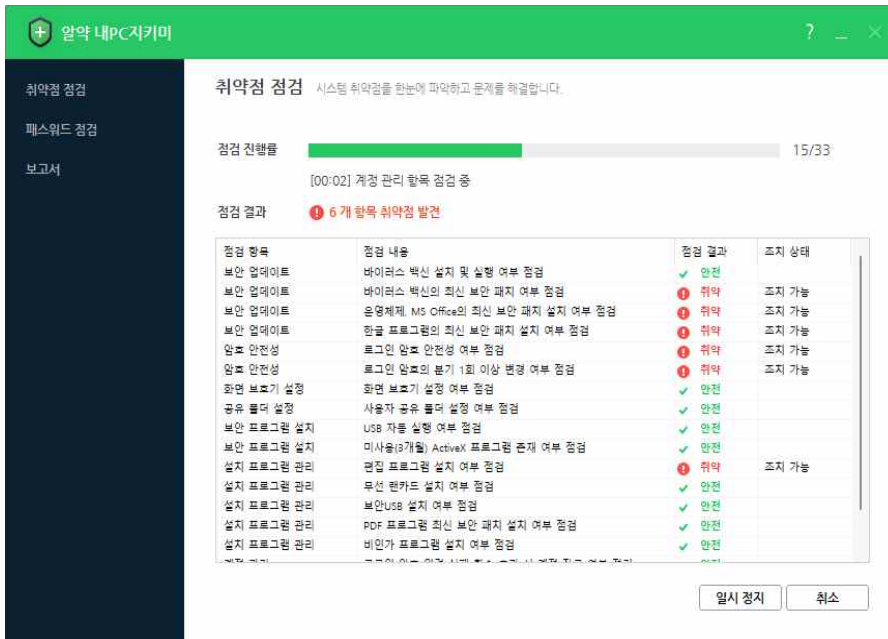 알약 내PC지키미
? _ ×
취약점 점검
패스워드 점검
보고서
취약점 점검 시스템 취약점을 한눈에 파악하고 문제를 해결합니다.
점검 진행률 15/33
[00:02] 계정 관리 항목 점검 중
점검 결과 6 개 항목 취약점 발견
점검 항목 점검 내용 점검 결과 조치 상태
보안 업데이트 바이러스 백신 설치 및 실행 여부 점검 안전
보안 업데이트 바이러스 백신의 최신 보안 패치 여부 점검 취약 조치 가능
보안 업데이트 운영체제, MS Office의 최신 보안 패치 설치 여부 점검 취약 조치 가능
보안 업데이트 한글 프로그램의 최신 보안 패치 설치 여부 점검 취약 조치 가능
암호 안전성 로그인 암호 안전성 여부 점검 취약 조치 가능
암호 안전성 로그인 암호의 분기 1회 이상 변경 여부 점검 취약 조치 가능
화면 보호기 설정 화면 보호기 설정 여부 점검 안전
공유 폴더 설정 사용자 공유 폴더 설정 여부 점검 안전
보안 프로그램 설치 USB 자동 실행 여부 점검 안전
보안 프로그램 설치 미사용(3개월) ActiveX 프로그램 존재 여부 점검 안전
설치 프로그램 관리 편집 프로그램 설치 여부 점검 취약 조치 가능
설치 프로그램 관리 무선 랜카드 설치 여부 점검 안전
설치 프로그램 관리 보안USB 설치 여부 점검 안전
설치 프로그램 관리 PDF 프로그램 최신 보안 패치 설치 여부 점검 안전
설치 프로그램 관리 비인가 프로그램 설치 여부 점검 안전
일시 정지 취소